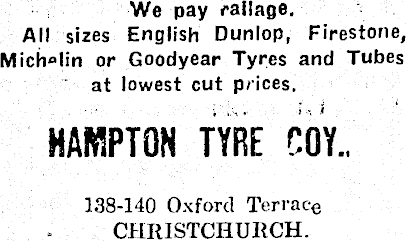 We pay railage.
All sizes English Dunlop, Firestone,
Michelin or Goodyear Tyres and Tubes
at lowest cut prices.
HAMPTON TYRE COY.,
138-140 Oxford Terrace
CHRISTCHURCH.